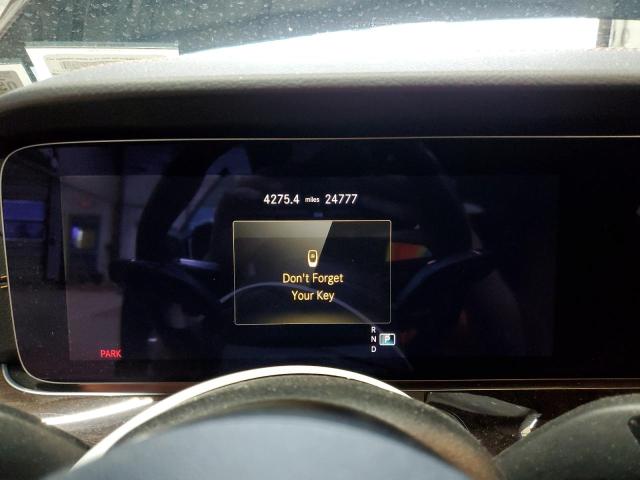 4275.4 miles 24777
Don't Forget
Your Key
R
N P
D
PARK